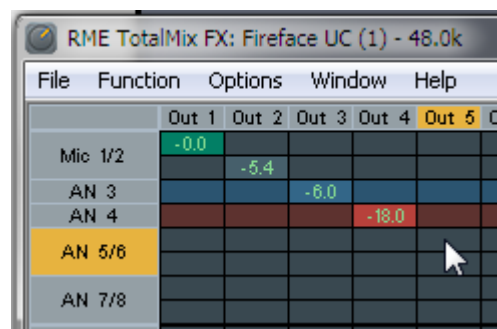 RME TotalMix FX: Fireface UC (1) - 48.0k
File Function Options Window Help
Out 1 Out 2 Out 3 Out 4 Out 5
Mic 1/2 -0.0
-5.4
AN 3 -6.0
AN 4 -18.0
AN 5/6
AN 7/8